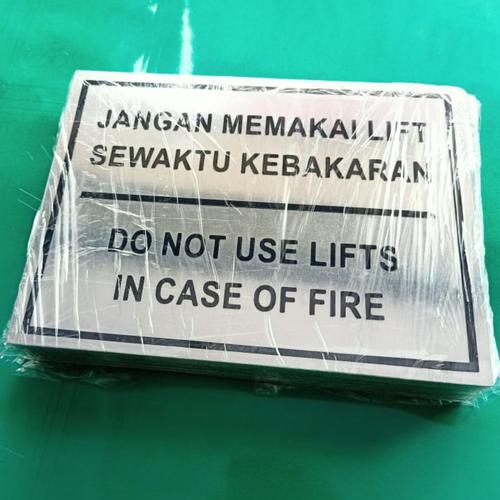 JANGAN MEMAKAI LIFT
SEWAKTU KEBAKARAN
DO NOT USE LIFTS
IN CASE OF FIRE